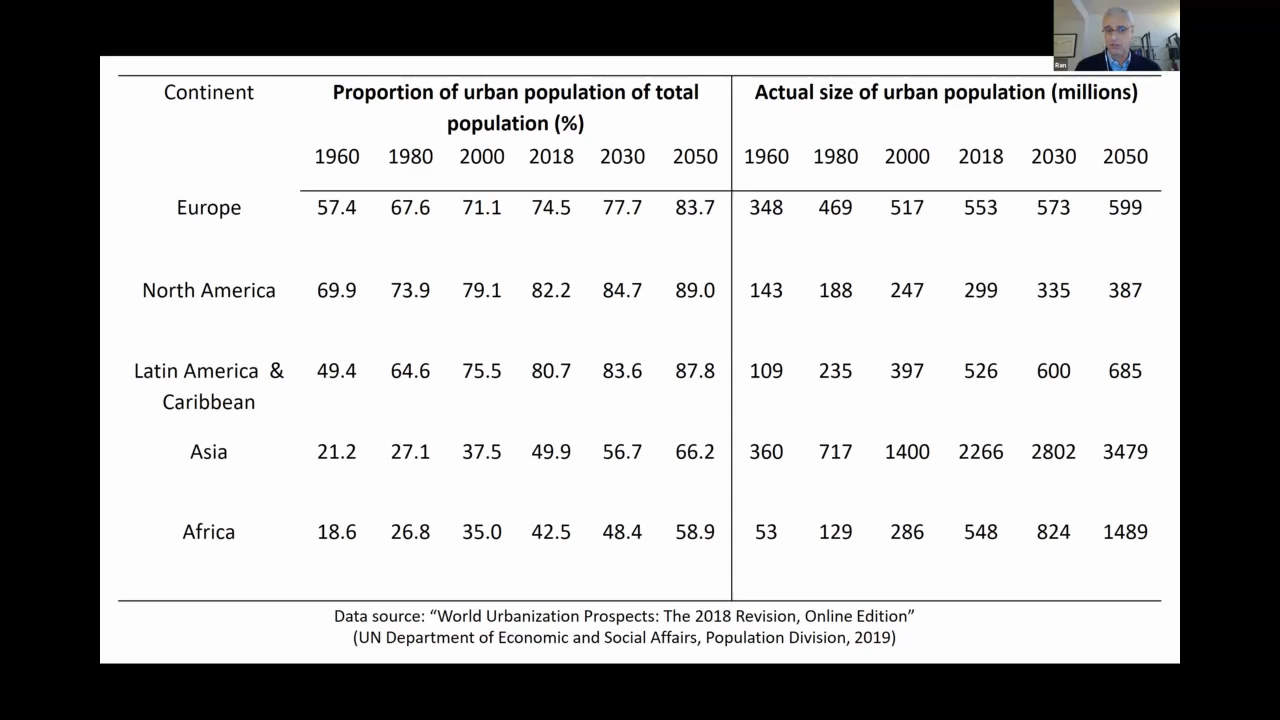 Ran
Continent
Proportion of urban population of total
population (%)
Actual size of urban population (millions)
1960 1980 2000 2018 2030 2050 1960 1980 2000 2018 2030 2050
Europe 57.4 67.6 71.1 74.5 77.7 83.7 348 469 517 553 573 599
North America 69.9 73.9 79.1 82.2 84.7 89.0 143 188 247 299 335 387
Latin America & 49.4 64.6 75.5 80.7 83.6 87.8 109 235 397 526 600 685
Caribbean
Asia 21.2 27.1 37.5 49.9 56.7 66.2 360 717 1400 2266 2802 3479
Africa 18.6 26.8 35.0 42.5 48.4 58.9 53 129 286 548 824 1489
Data source: “World Urbanization Prospects: The 2018 Revision, Online Edition”
(UN Department of Economic and Social Affairs, Population Division, 2019)